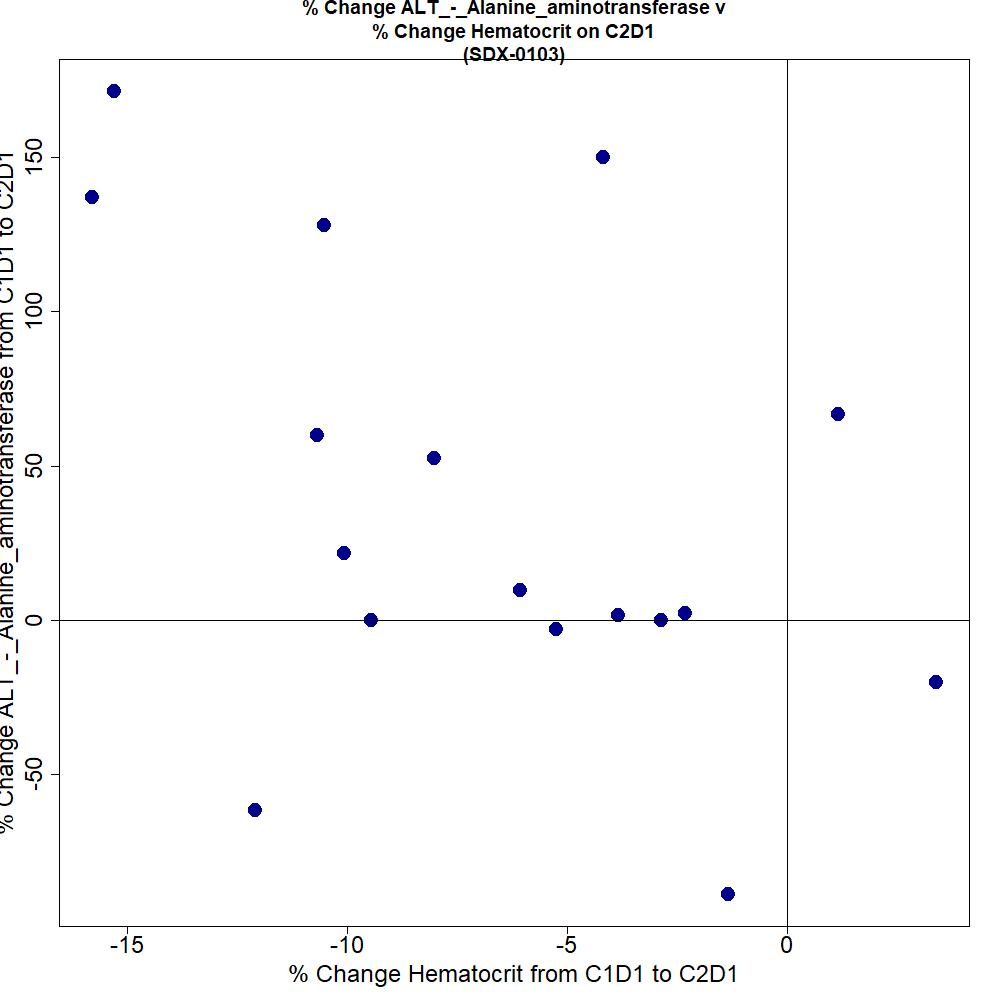 % Change ALT_-_Alanine_aminotransferase v
% Change Hematocrit on C2D1
(SDX-0103)
% Change ALT_-_Alanine_aminotransferase from C1D1 to C2D1
150
100
50
0
-50
-15 -10 -5 0
% Change Hematocrit from C1D1 to C2D1